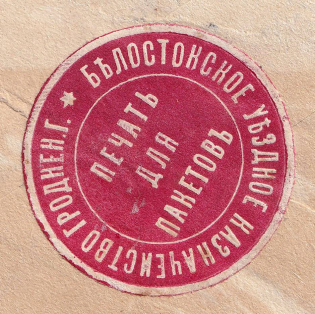 БѢЛОСТОКСКОЕ УѢЗДНОЕ КАЗНАЧЕЙСТВО ГРОДНЕН.Г.
ПЕЧАТЬ
ДЛЯ
ПАКЕТОВЪ